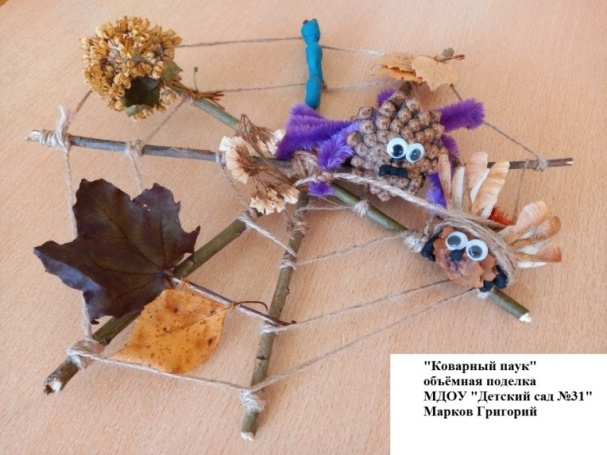 "Коварный паук"
объёмная поделка
МДОУ "Детский сад №31"
Марков Григорий